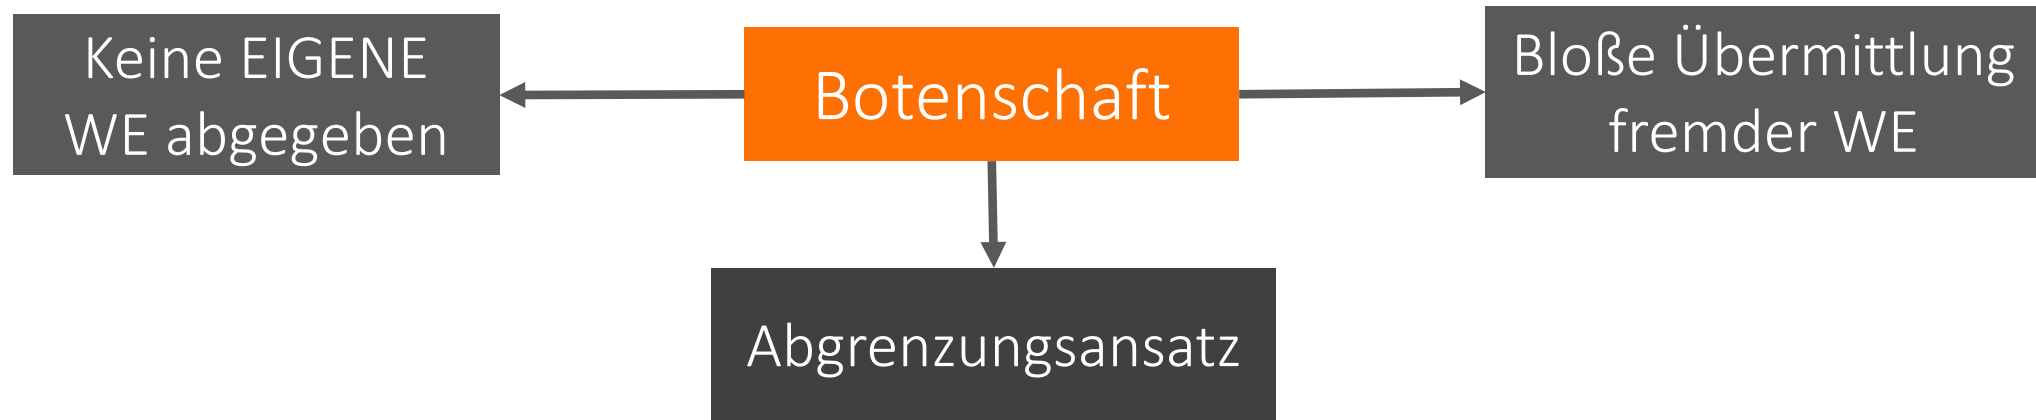 Keine EIGENE
WE abgegeben
Botenschaft
Bloße Übermittlung
fremder WE
Abgrenzungsansatz